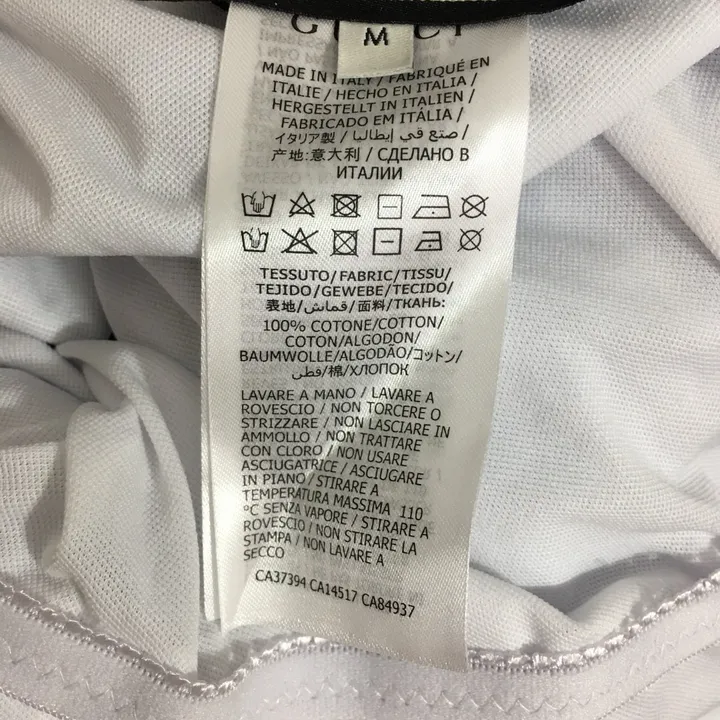 GUCCI
M
MADE IN ITALY / FABRIQUÉ EN
ITALIE / HECHO EN ITALIA /
HERGESTELLT IN ITALIEN /
FABRICADO EM ITÁLIA /
イタリア製 / صنع في إيطاليا /
产地:意大利 / СДЕЛАНО В
ИТАЛИИ
TESSUTO/FABRIC/TISSU/
TEJIDO/GEWEBE/TECIDO/
表地/قماش/面料/ТКАНЬ:
100% COTONE/COTTON/
COTON/ALGODON/
BAUMWOLLE/ALGODÃO/コットン/
قطن/棉/ХЛОПОК
LAVARE A MANO / LAVARE A
ROVESCIO / NON TORCERE O
STRIZZARE / NON LASCIARE IN
AMMOLLO / NON TRATTARE
CON CLORO / NON USARE
ASCIUGATRICE / ASCIUGARE
IN PIANO / STIRARE A
TEMPERATURA MASSIMA 110
°C SENZA VAPORE / STIRARE A
ROVESCIO / NON STIRARE LA
STAMPA / NON LAVARE A
SECCO
CA37394 CA14517 CA84937